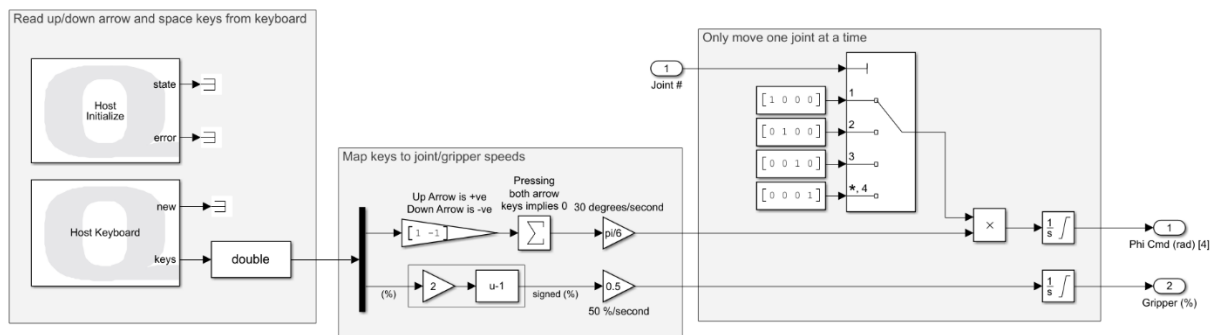 Read up/down arrow and space keys from keyboard
Host
Initialize
state
error
Host Keyboard
new
keys
double
Map keys to joint/gripper speeds
Up Arrow is +ve
Down Arrow is -ve
[1 -1]
Pressing
both arrow
keys implies 0
∑
30 degrees/second
pi/6
(%)
2
u-1
signed (%)
0.5
50 %/second
Only move one joint at a time
1
Joint #
[1 0 0 0]
[0 1 0 0]
[0 0 1 0]
[0 0 0 1]
1
2
3
*, 4
×
1
s
∫
1
Phi Cmd (rad) [4]
1
s
∫
2
Gripper (%)